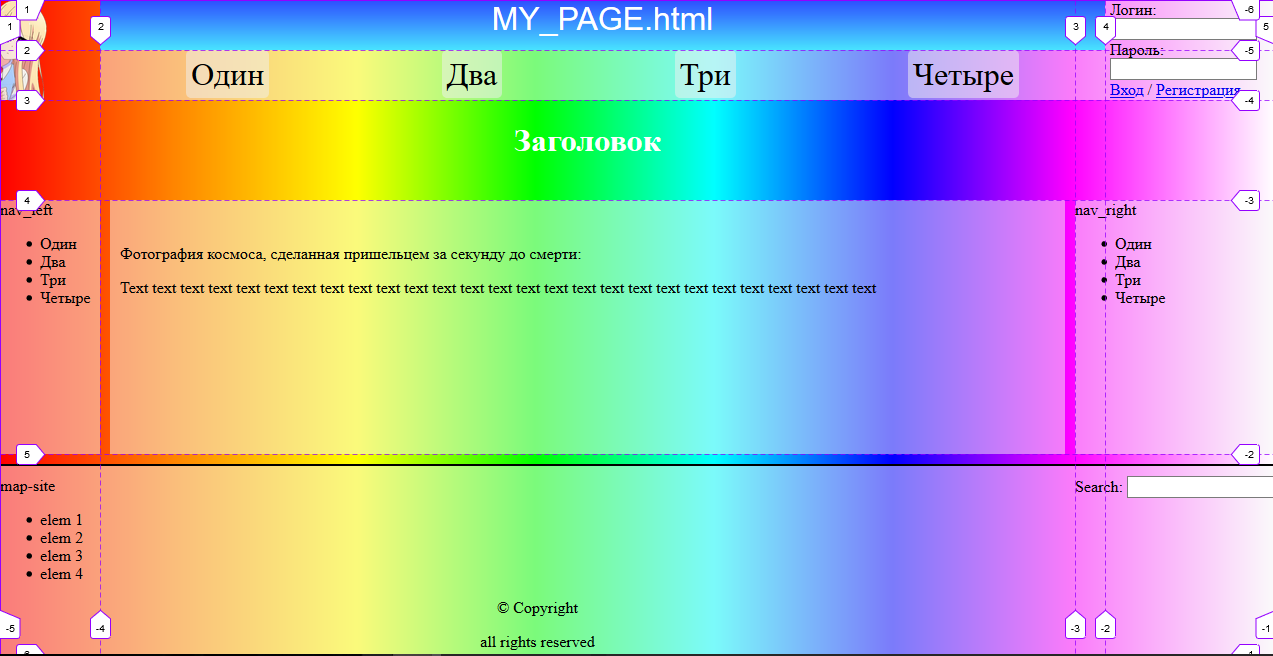 MY_PAGE.html
Логин:
Пароль:
Вход / Регистрация
Один Два Три Четыре
Заголовок
nav_left
Один
Два
Три
Четыре
Фотография космоса, сделанная пришельцем за секунду до смерти:
Text text text text text text text text text text text text text text text text text text text text text text text text text text text
nav_right
Один
Два
Три
Четыре
map-site
elem 1
elem 2
elem 3
elem 4
Search:
© Copyright
all rights reserved
1 2 3 4 5
1
2
3
4
5
-6
-5
-4
-3
-2
-5 -4 -3 -2 -1